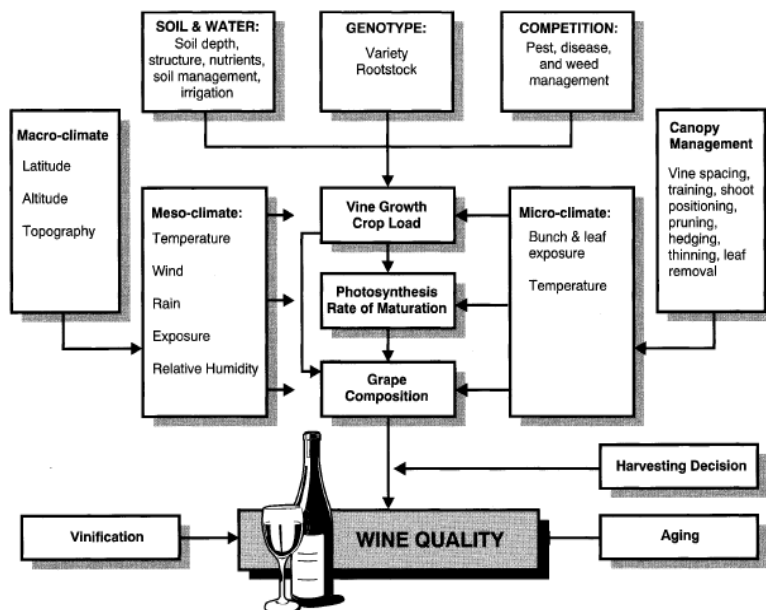 SOIL & WATER:
Soil depth,
structure, nutrients,
soil management,
irrigation
GENOTYPE:
Variety
Rootstock
COMPETITION:
Pest, disease,
and weed
management
Macro-climate
Latitude
Altitude
Topography
Meso-climate:
Temperature
Wind
Rain
Exposure
Relative Humidity
Vine Growth
Crop Load
Photosynthesis
Rate of Maturation
Grape
Composition
Micro-climate:
Bunch & leaf
exposure
Temperature
Canopy
Management
Vine spacing,
training, shoot
positioning,
pruning,
hedging,
thinning, leaf
removal
Harvesting Decision
Vinification
WINE QUALITY
Aging